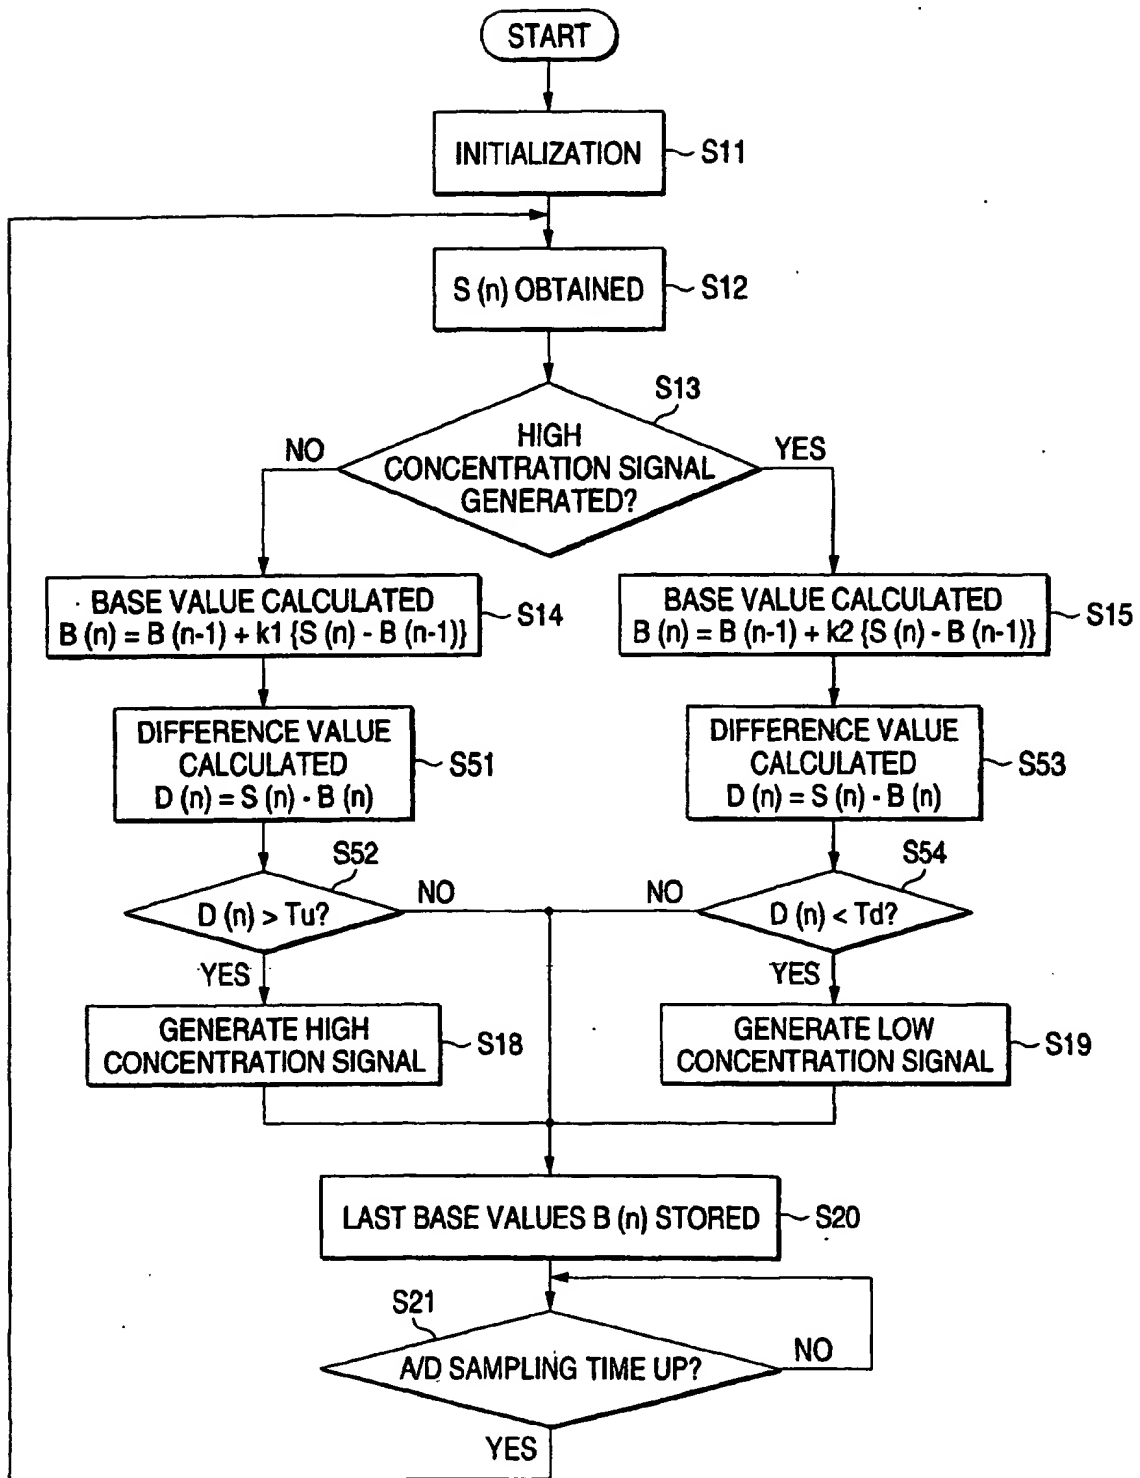 START
INITIALIZATION
S11
S (n) OBTAINED
S12
S13
HIGH
CONCENTRATION SIGNAL
GENERATED?
NO
YES
BASE VALUE CALCULATED
B (n) = B (n-1) + k1 {S (n) - B (n-1)}
S14
BASE VALUE CALCULATED
B (n) = B (n-1) + k2 {S (n) - B (n-1)}
S15
DIFFERENCE VALUE
CALCULATED
D (n) = S (n) - B (n)
S51
DIFFERENCE VALUE
CALCULATED
D (n) = S (n) - B (n)
S53
S52
D (n) > Tu?
NO
YES
S54
D (n) < Td?
NO
YES
GENERATE HIGH
CONCENTRATION SIGNAL
S18
GENERATE LOW
CONCENTRATION SIGNAL
S19
LAST BASE VALUES B (n) STORED
S20
S21
A/D SAMPLING TIME UP?
NO
YES